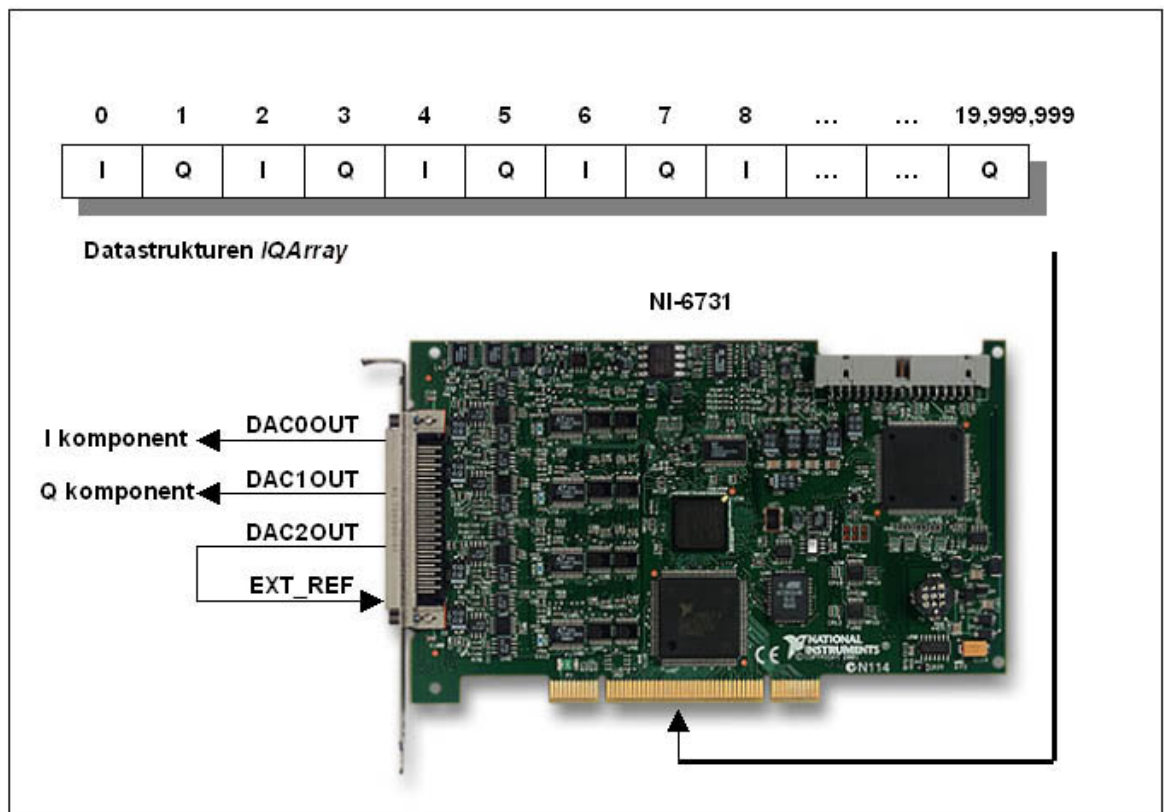 0 1 2 3 4 5 6 7 8 ... ... 19,999,999
I Q I Q I Q I Q I ... ... Q
Datastrukturen IQArray
NI-6731
DAC0OUT
I komponent
DAC1OUT
Q komponent
DAC2OUT
EXT_REF
NATIONAL
INSTRUMENTS
CE
N114